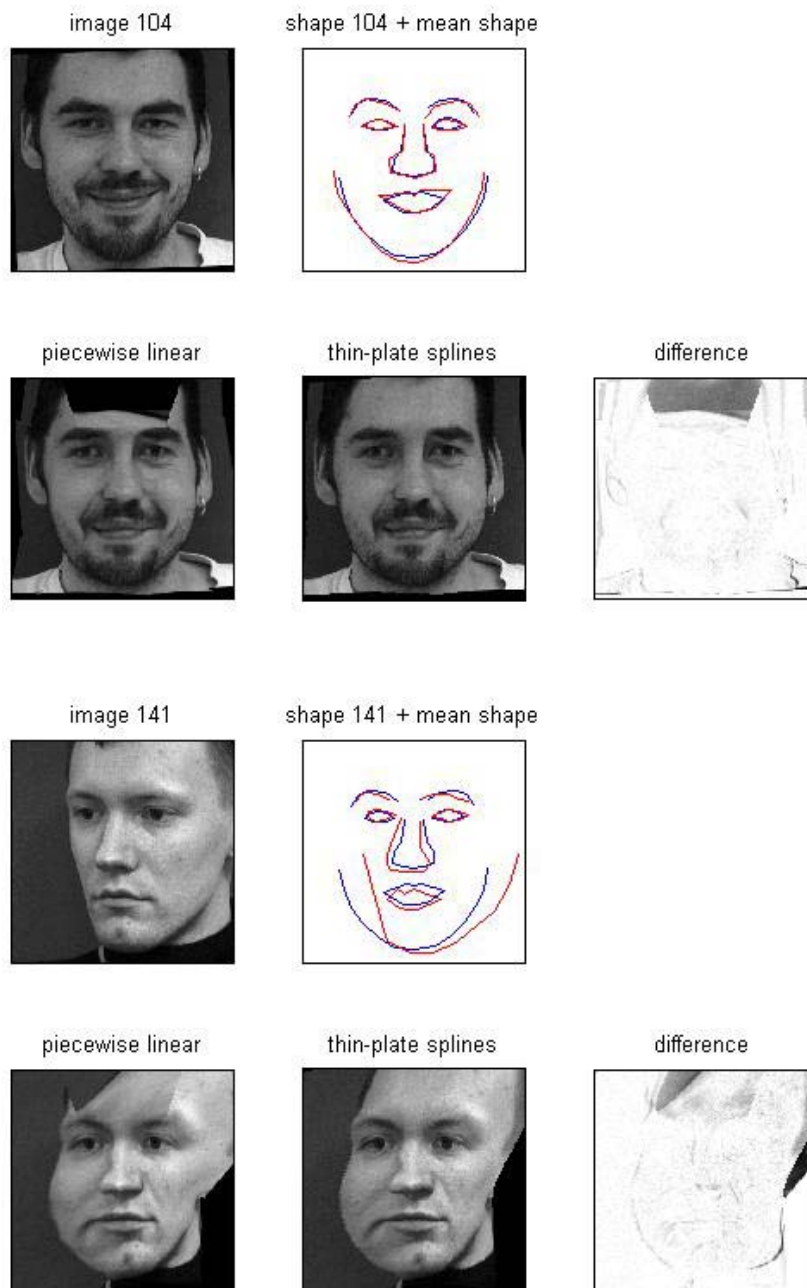 image 104
shape 104 + mean shape
piecewise linear
thin-plate splines
difference
image 141
shape 141 + mean shape
piecewise linear
thin-plate splines
difference